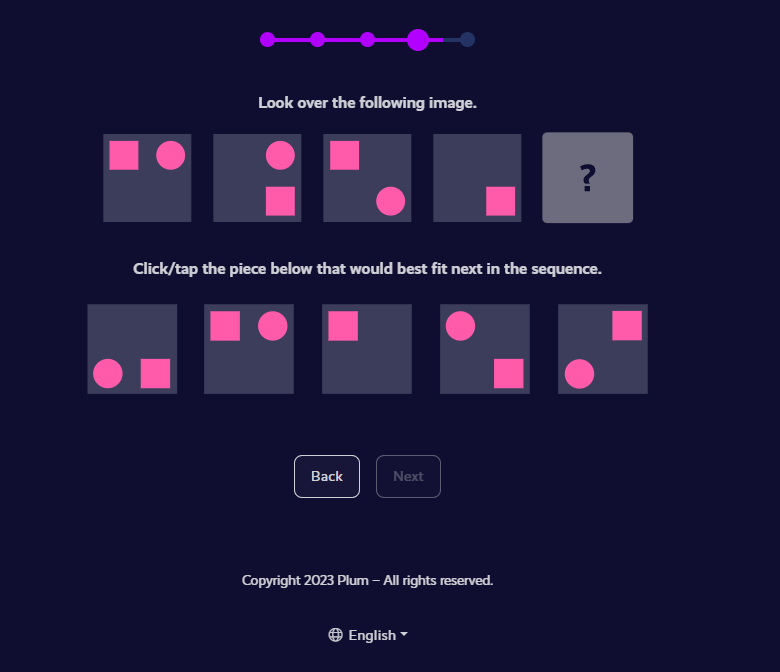 Look over the following image.
?
Click/tap the piece below that would best fit next in the sequence.
Back
Next
Copyright 2023 Plum – All rights reserved.
English